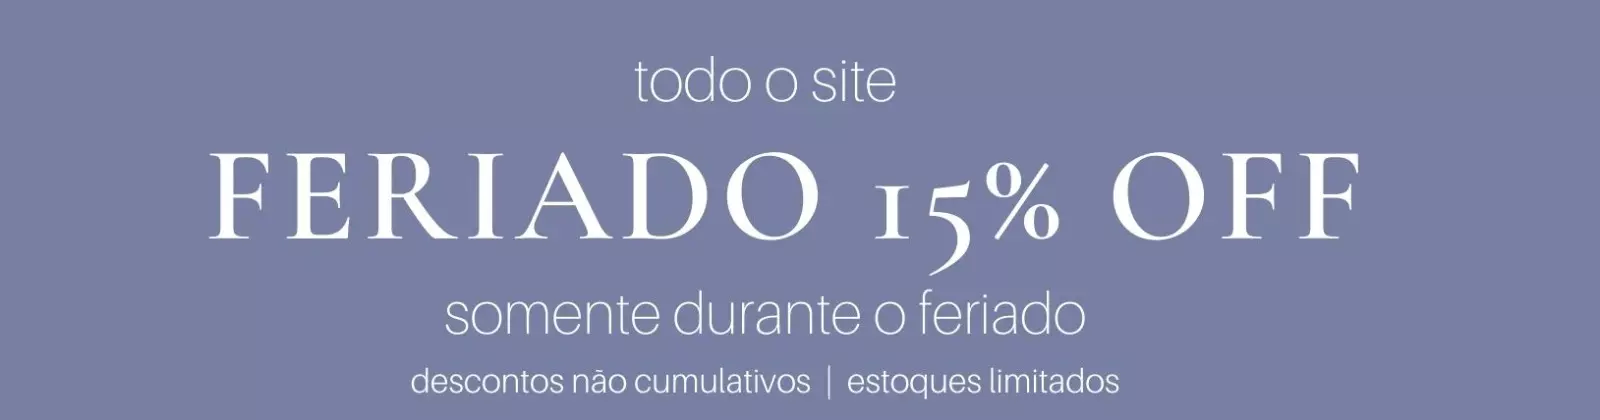 todo o site
FERIADO 15% OFF
somente durante o feriado
descontos não cumulativos | estoques limitados